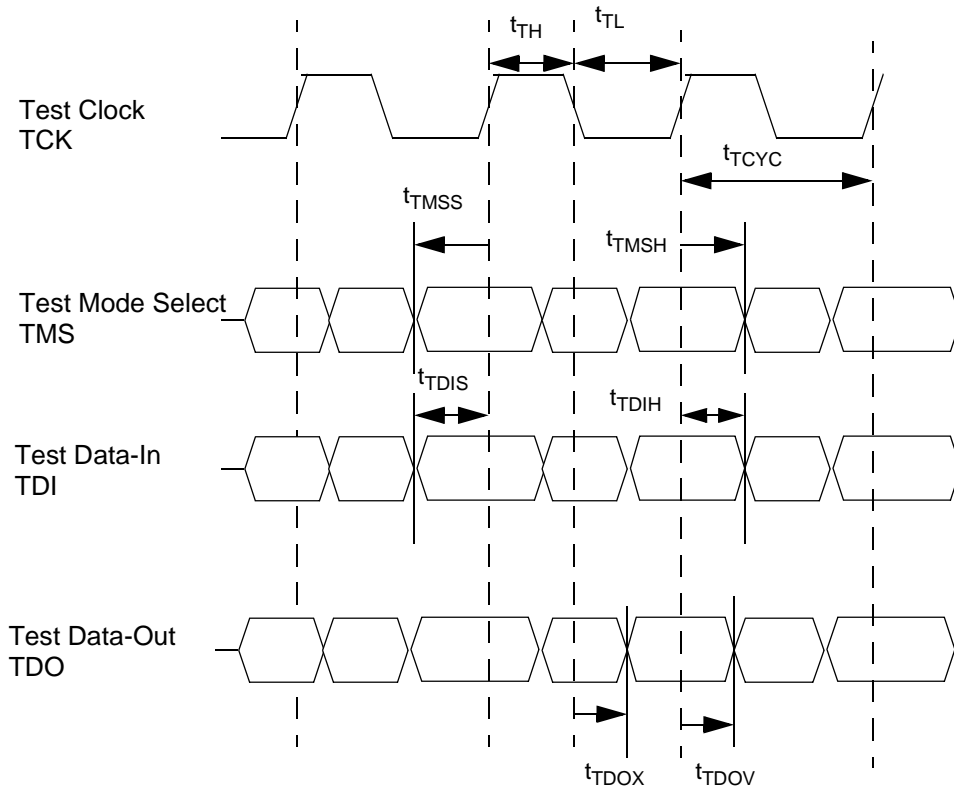 tTH
tTL
Test Clock
TCK
tTCYC
tTMSS
tTMSH
Test Mode Select
TMS
tTDIS
tTDIH
Test Data-In
TDI
Test Data-Out
TDO
tTDOX
tTDOV